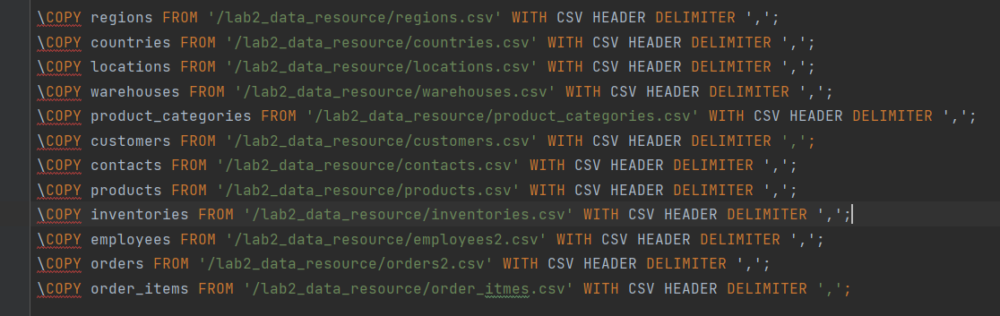 \COPY regions FROM '/lab2_data_resource/regions.csv' WITH CSV HEADER DELIMITER ',';
\COPY countries FROM '/lab2_data_resource/countries.csv' WITH CSV HEADER DELIMITER ',';
\COPY locations FROM '/lab2_data_resource/locations.csv' WITH CSV HEADER DELIMITER ',';
\COPY warehouses FROM '/lab2_data_resource/warehouses.csv' WITH CSV HEADER DELIMITER ',';
\COPY product_categories FROM '/lab2_data_resource/product_categories.csv' WITH CSV HEADER DELIMITER ',';
\COPY customers FROM '/lab2_data_resource/customers.csv' WITH CSV HEADER DELIMITER ',';
\COPY contacts FROM '/lab2_data_resource/contacts.csv' WITH CSV HEADER DELIMITER ',';
\COPY products FROM '/lab2_data_resource/products.csv' WITH CSV HEADER DELIMITER ',';
\COPY inventories FROM '/lab2_data_resource/inventories.csv' WITH CSV HEADER DELIMITER ',';
\COPY employees FROM '/lab2_data_resource/employees2.csv' WITH CSV HEADER DELIMITER ',';
\COPY orders FROM '/lab2_data_resource/orders2.csv' WITH CSV HEADER DELIMITER ',';
\COPY order_items FROM '/lab2_data_resource/order_itmes.csv' WITH CSV HEADER DELIMITER ',';